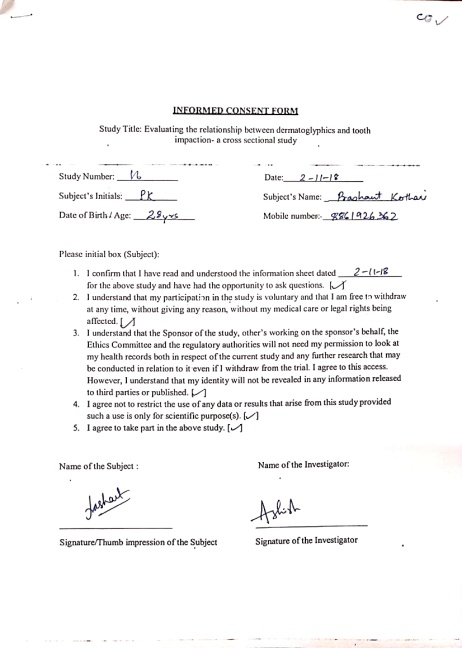 INFORMED CONSENT FORM
Study Title: Evaluating the relationship between dermatoglyphics and tooth
impaction- a cross sectional study
Study Number:
Date: 2-11-18
Subject's Initials: PK
Subject's Name: Prashant Kothari
Date of Birth / Age: 28yrs
Mobile number:- 8861926362
Please initial box (Subject):
1. I confirm that I have read and understood the information sheet dated 2-11-18
for the above study and have had the opportunity to ask questions. [✓]
2. I understand that my participation in the study is voluntary and that I am free to withdraw
at any time, without giving any reason, without my medical care or legal rights being
affected. [✓]
3. I understand that the Sponsor of the study, other's working on the sponsor's behalf, the
Ethics Committee and the regulatory authorities will not need my permission to look at
my health records both in respect of the current study and any further research that may
be conducted in relation to it even if I withdraw from the trial. I agree to this access.
However, I understand that my identity will not be revealed in any information released
to third parties or published. [✓]
4. I agree not to restrict the use of any data or results that arise from this study provided
such a use is only for scientific purpose(s). [✓]
5. I agree to take part in the above study. [✓]
Name of the Subject :
Name of the Investigator:
Ashish
Signature/Thumb impression of the Subject
Signature of the Investigator